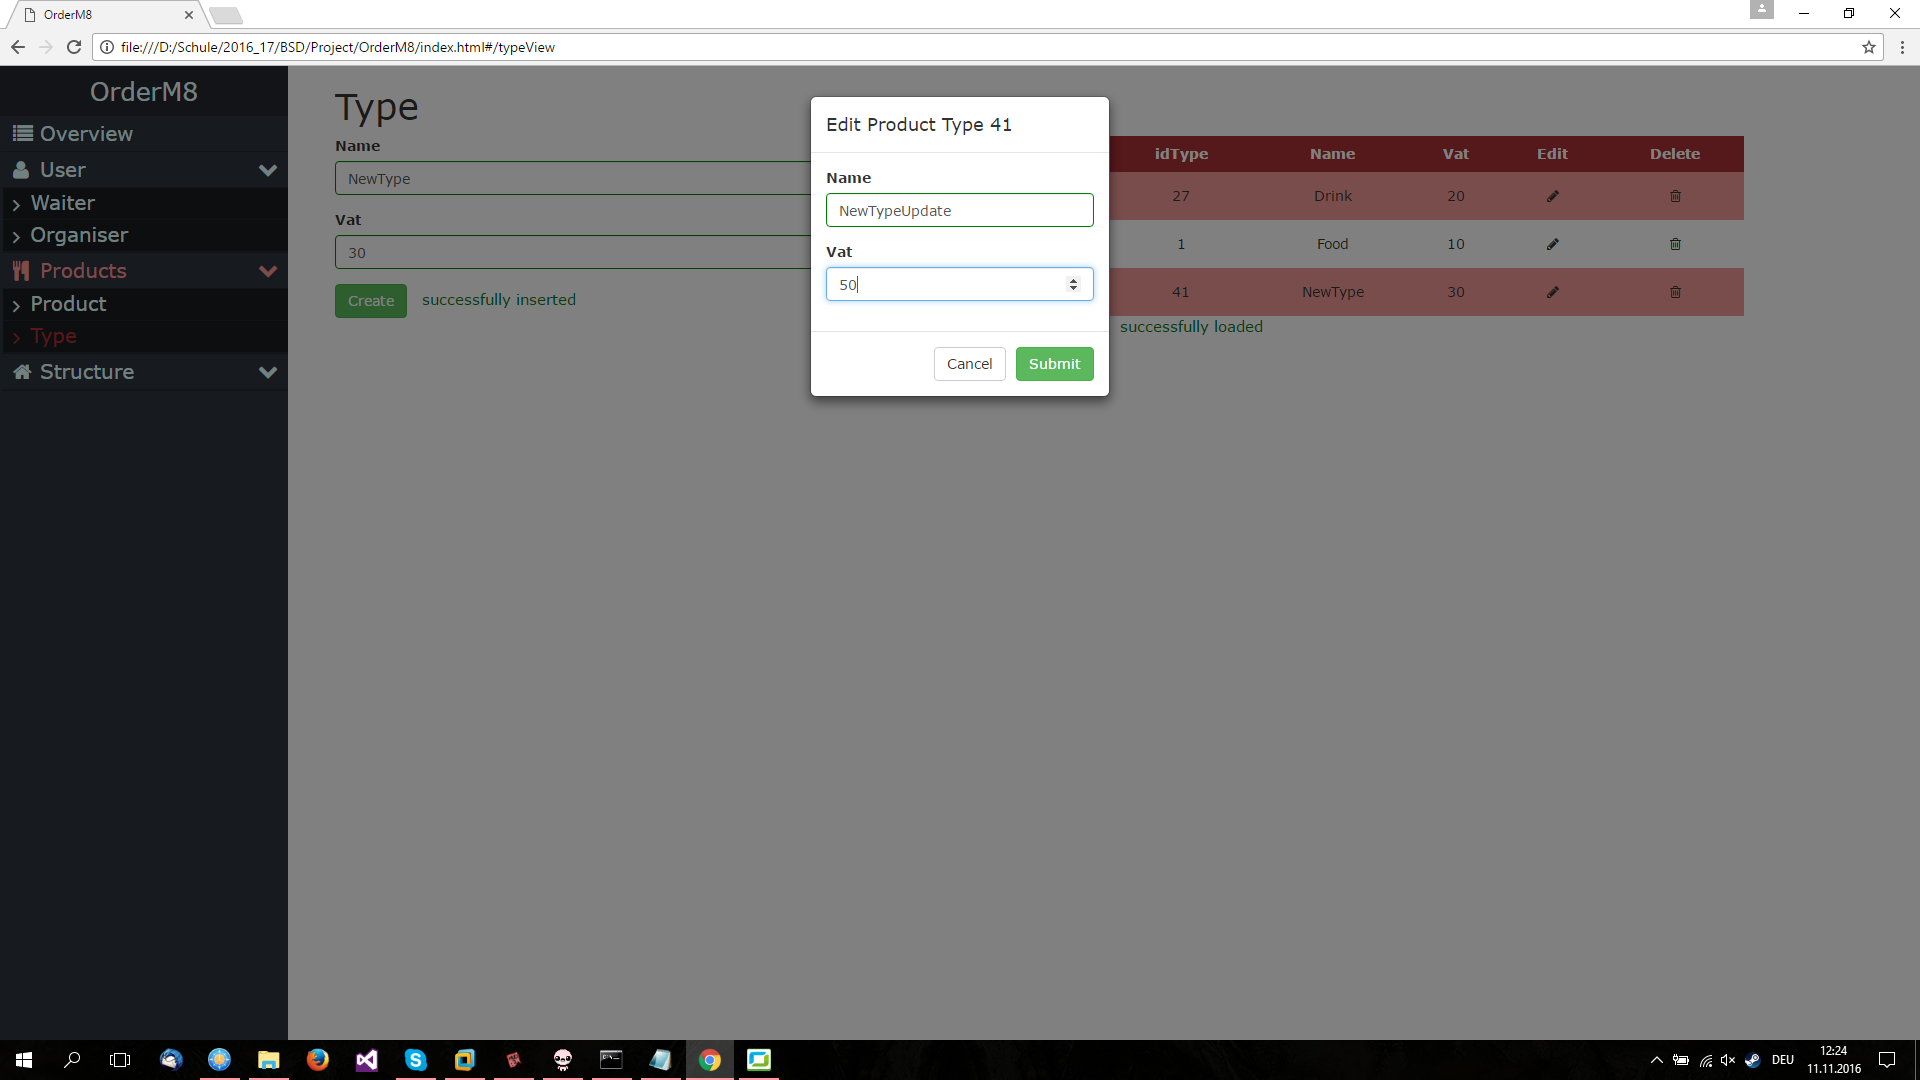 OrderM8
file:///D:/Schule/2016_17/BSD/Project/OrderM8/index.html#/typeView
OrderM8
Overview
User
Waiter
Organiser
Products
Product
Type
Structure
Type
Name
NewType
Vat
30
Create successfully inserted
Edit Product Type 41
Name
NewTypeUpdate
Vat
50
Cancel Submit
idType Name Vat Edit Delete
27 Drink 20
1 Food 10
41 NewType 30
successfully loaded
DEU
12:24
11.11.2016